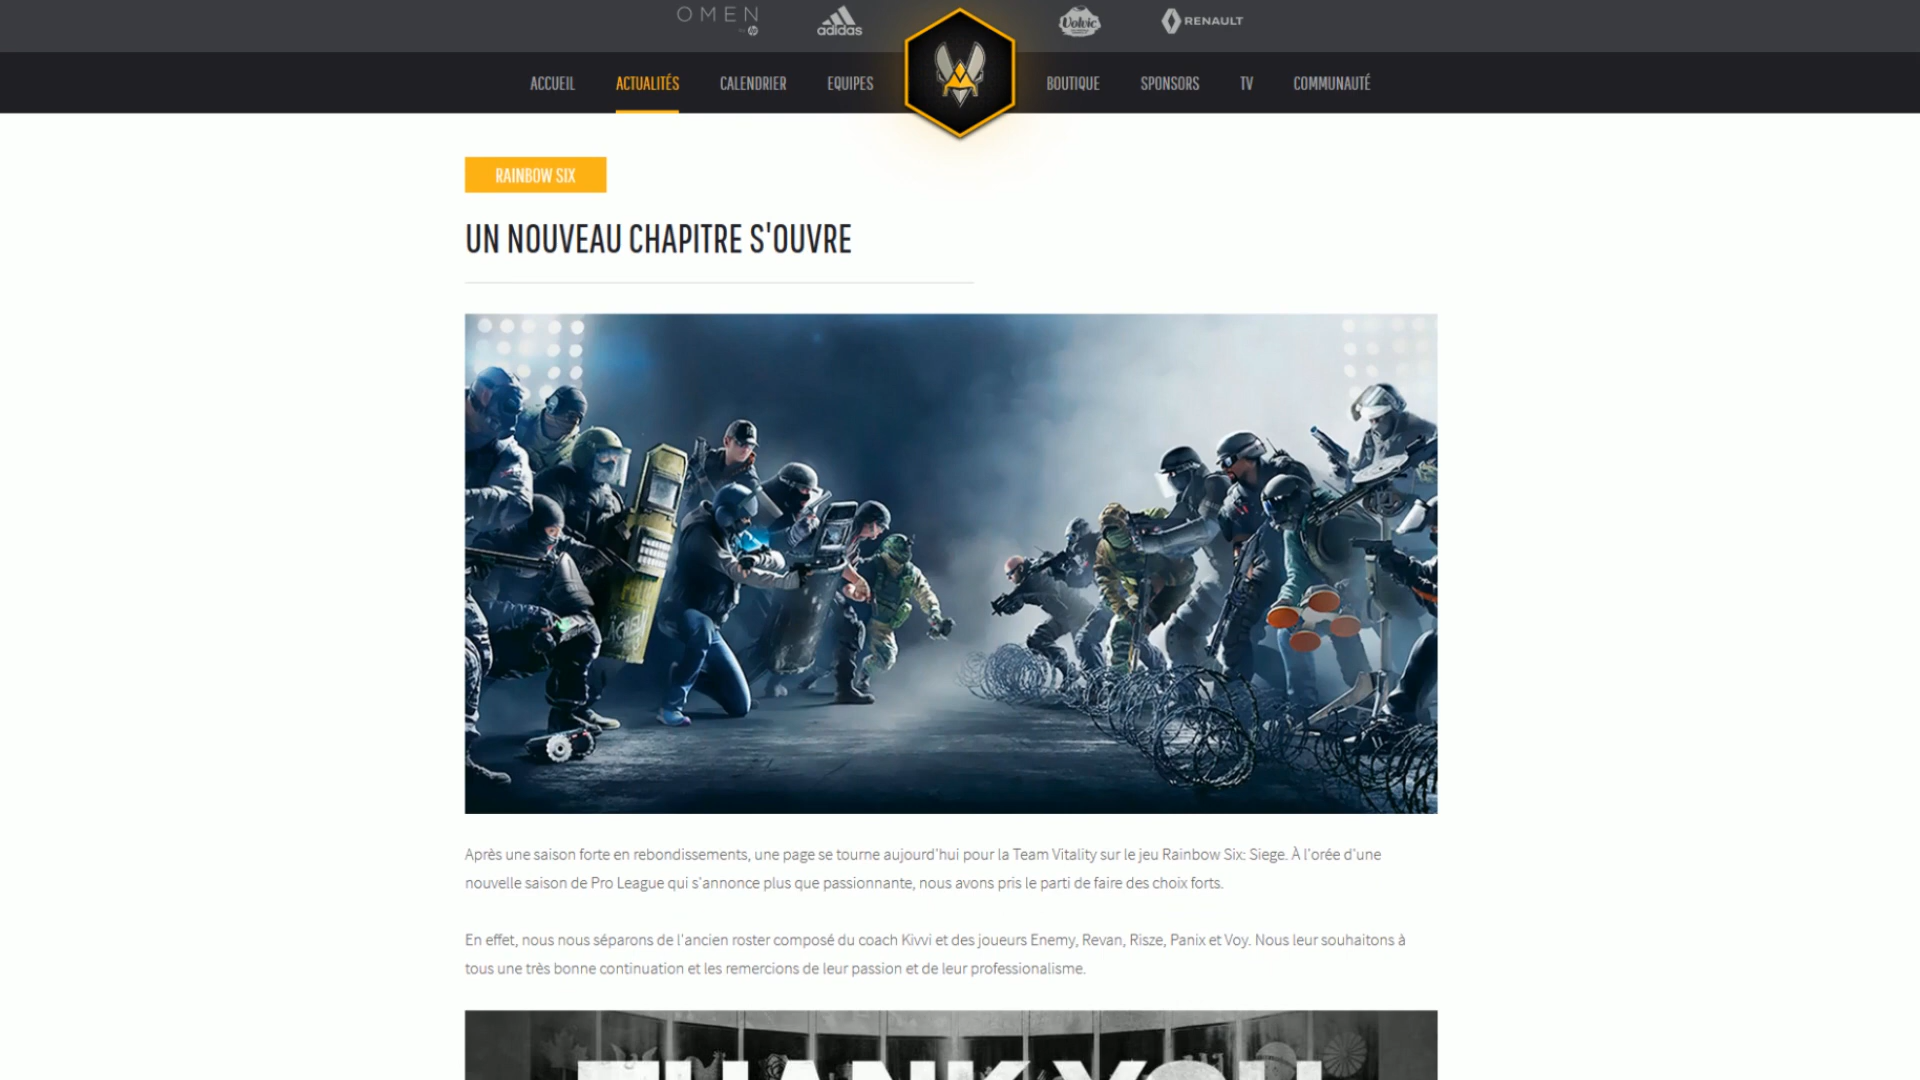 OMEN
by hp
adidas
Volvic
RENAULT
ACCUEIL ACTUALITÉS CALENDRIER EQUIPES BOUTIQUE SPONSORS TV COMMUNAUTÉ
RAINBOW SIX
UN NOUVEAU CHAPITRE S'OUVRE
Après une saison forte en rebondissements, une page se tourne aujourd'hui pour la Team Vitality sur le jeu Rainbow Six: Siege. À l'orée d'une
nouvelle saison de Pro League qui s'annonce plus que passionnante, nous avons pris le parti de faire des choix forts.
En effet, nous nous séparons de l'ancien roster composé du coach Kivvi et des joueurs Enemy, Revan, Risze, Panix et Voy. Nous leur souhaitons à
tous une très bonne continuation et les remercions de leur passion et de leur professionalisme.
THANK YOU